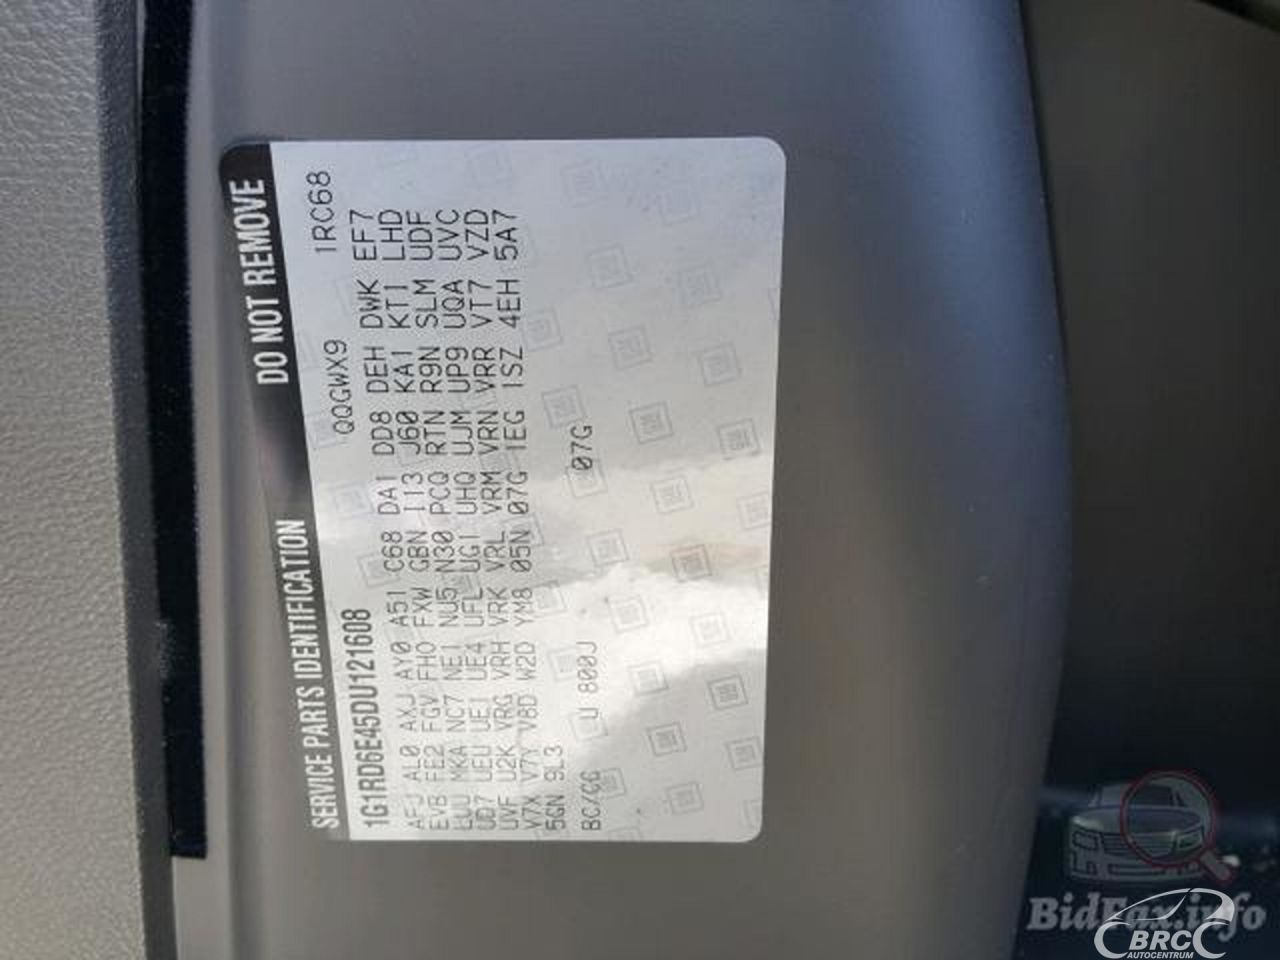 SERVICE PARTS IDENTIFICATION DO NOT REMOVE
1G1RD6E45DU121608 QQGWX9 1RC68
AFJ AL0 AXJ AY0 A51 C68 DA1 DD8 DEH DWK EF7
EVB FE2 FGV FHO FXW GBN I13 J60 KA1 KT1 LHD
LUU MKA NC7 NE1 NU5 N30 PCQ RTN R9N SLM UDF
UD7 UEU UE1 UE4 UFL UG1 UHQ UJM UP9 UQA UVC
UVF U2K VRG VRH VRK VRL VRM VRN VRR VT7 VZD
V7X V7Y V8D W2D YM8 05N 07G 1EG 1SZ 4EH 5A7
5GN 9L3
BC/CC U 800J 07G
BidFax.info
BRC
AUTOCENTRUM